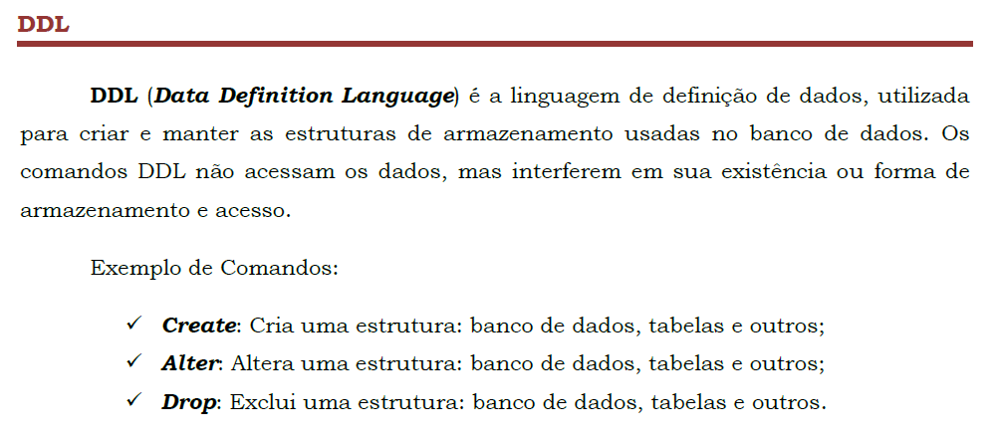 DDL
DDL (Data Definition Language) é a linguagem de definição de dados, utilizada
para criar e manter as estruturas de armazenamento usadas no banco de dados. Os
comandos DDL não acessam os dados, mas interferem em sua existência ou forma de
armazenamento e acesso.
Exemplo de Comandos:
✓ Create: Cria uma estrutura: banco de dados, tabelas e outros;
✓ Alter: Altera uma estrutura: banco de dados, tabelas e outros;
✓ Drop: Exclui uma estrutura: banco de dados, tabelas e outros.